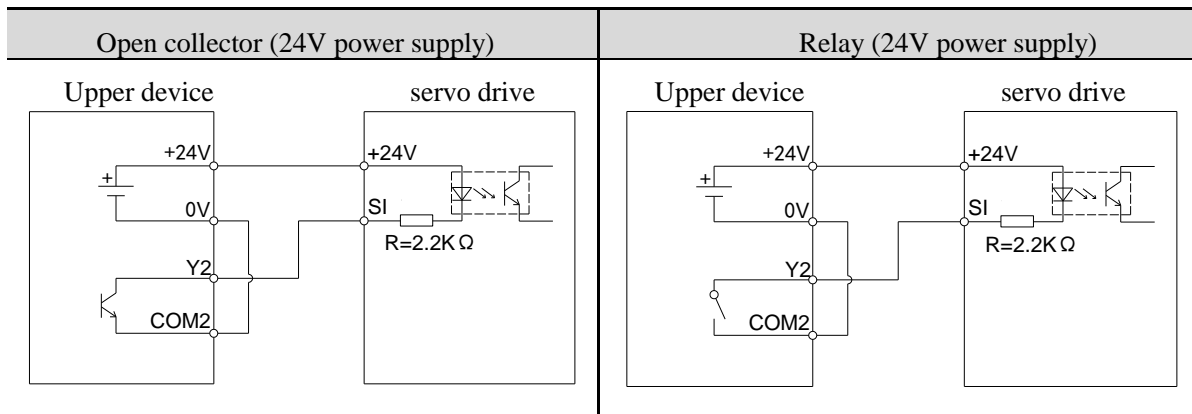 Open collector (24V power supply)
Relay (24V power supply)
Upper device
servo drive
+24V
+24V
+
0V
SI
R=2.2KΩ
Y2
COM2
Upper device
servo drive
+24V
+24V
+
0V
SI
R=2.2KΩ
Y2
COM2